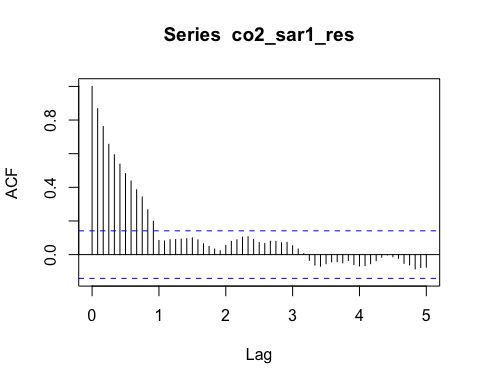 Series  co2_sar1_res
ACF
0.8
0.4
0.0
0 1 2 3 4 5
Lag